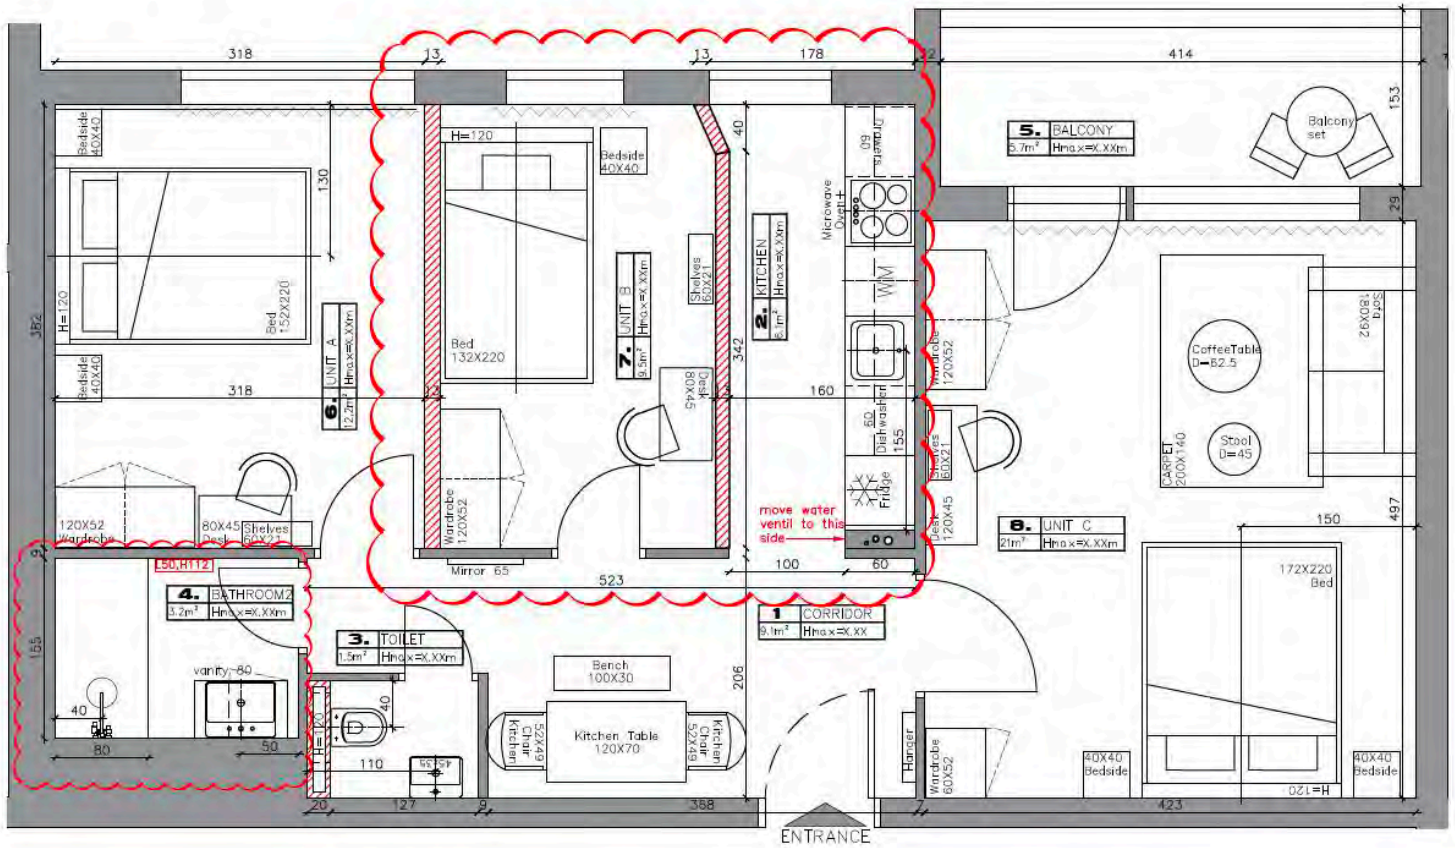 318
13
13
178
414
153
Bedside
40X40
H=120
Bedside
40X40
40
Drawers
60
5. BALCONY
5.7m² Hmax=X.XXm
Balcony
set
130
Microwave
Oven+
29
382
H=120
Bed
152X220
6. UNIT A
12.2m² Hmax=X.XXm
7. UNIT B
9.5m² Hmax=X.XXm
Shelves
60X21
2. KITCHEN
6.1m² Hmax=X.XXm
W/M
Bed
132X220
342
Wardrobe
120X52
CoffeeTable
D=62.5
Sofa
180X92
Bedside
40X40
318
Desk
80X45
160
60
Dishwasher
155
Shelves
60X21
Stool
D=45
CARPET
200X140
Fridge
120X52
Wardrobe
80X45
Desk
Shelves
60X21
Wardrobe
120X52
move water
ventil to this
side
Desk
120X45
8. UNIT C
21m² Hmax=X.XXm
150
497
9
L50,H112
Mirror 65
523
100
60
172X220
Bed
4. BATHROOM2
3.2m² Hmax=X.XXm
1 CORRIDOR
9.1m² Hmax=X.XX
155
3. TOILET
1.5m² Hmax=X.XXm
vanity, 80
Bench
100X30
206
40
40
H=120
Kitchen
Chair
52X49
Kitchen Table
120X70
Kitchen
Chair
52X49
Hanger
Wardrobe
60X52
80
50
110
45x35
40X40
Bedside
40X40
Bedside
H=120
20
127
9
388
7
423
ENTRANCE